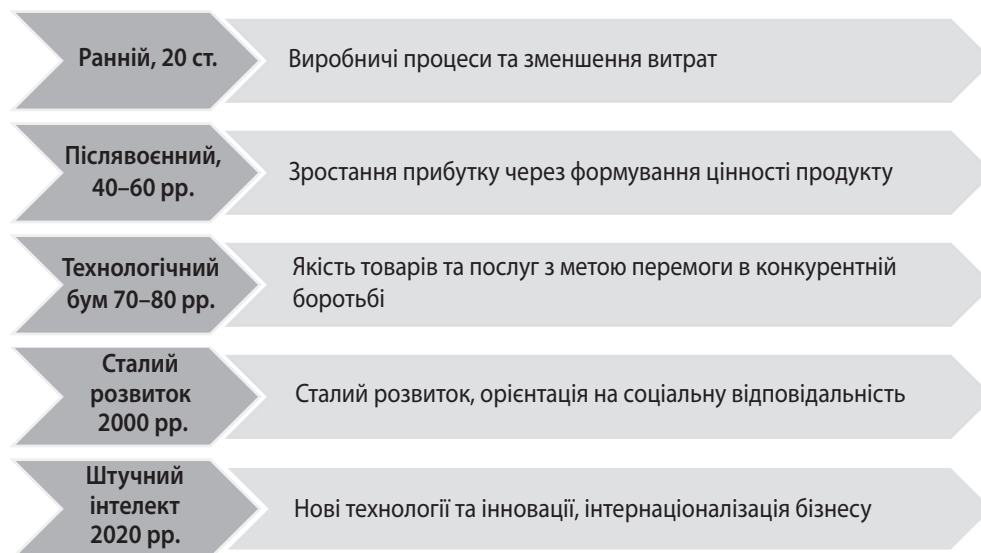 Ранній, 20 ст.
Виробничі процеси та зменшення витрат
Післявоєнний,
40–60 рр.
Зростання прибутку через формування цінності продукту
Технологічний
бум 70–80 рр.
Якість товарів та послуг з метою перемоги в конкурентній
боротьбі
Сталий
розвиток
2000 рр.
Сталий розвиток, орієнтація на соціальну відповідальність
Штучний
інтелект
2020 рр.
Нові технології та інновації, інтернаціоналізація бізнесу